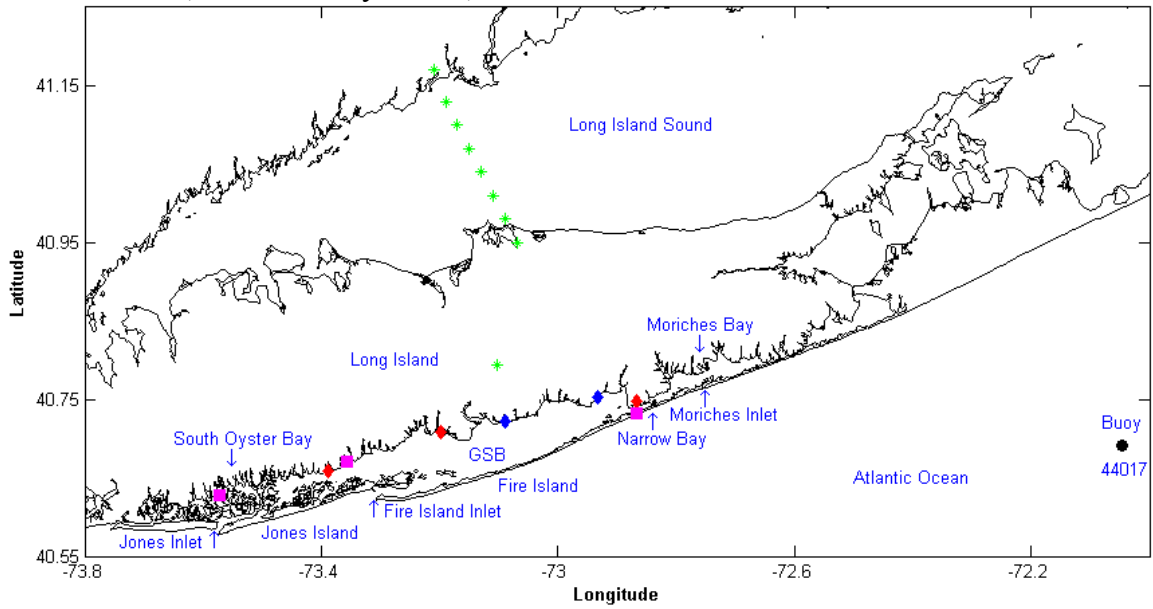 41.15
Long Island Sound
40.95
Latitude
Moriches Bay
Long Island
40.75
Moriches Inlet
South Oyster Bay
Narrow Bay
Buoy
GSB
44017
Atlantic Ocean
Fire Island
Fire Island Inlet
Jones Island
Jones Inlet
40.55
-73.8
-73.4
-73
-72.6
-72.2
Longitude